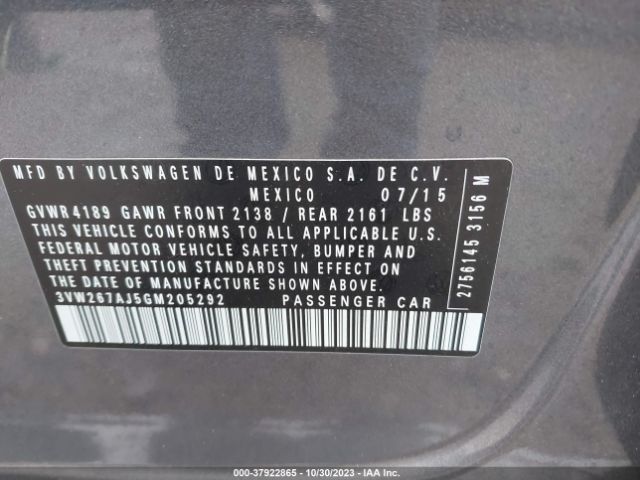 MFD BY VOLKSWAGEN DE MEXICO S.A. DE C.V.
MEXICO 07/15
GVWR 4189 GAWR FRONT 2138 / REAR 2161 LBS
THIS VEHICLE CONFORMS TO ALL APPLICABLE U.S.
FEDERAL MOTOR VEHICLE SAFETY, BUMPER AND
THEFT PREVENTION STANDARDS IN EFFECT ON
THE DATE OF MANUFACTURE SHOWN ABOVE.
3VW267AJ5GM205292 PASSENGER CAR
2756145 3156 M
000-37922865 - 10/30/2023 - IAA Inc.